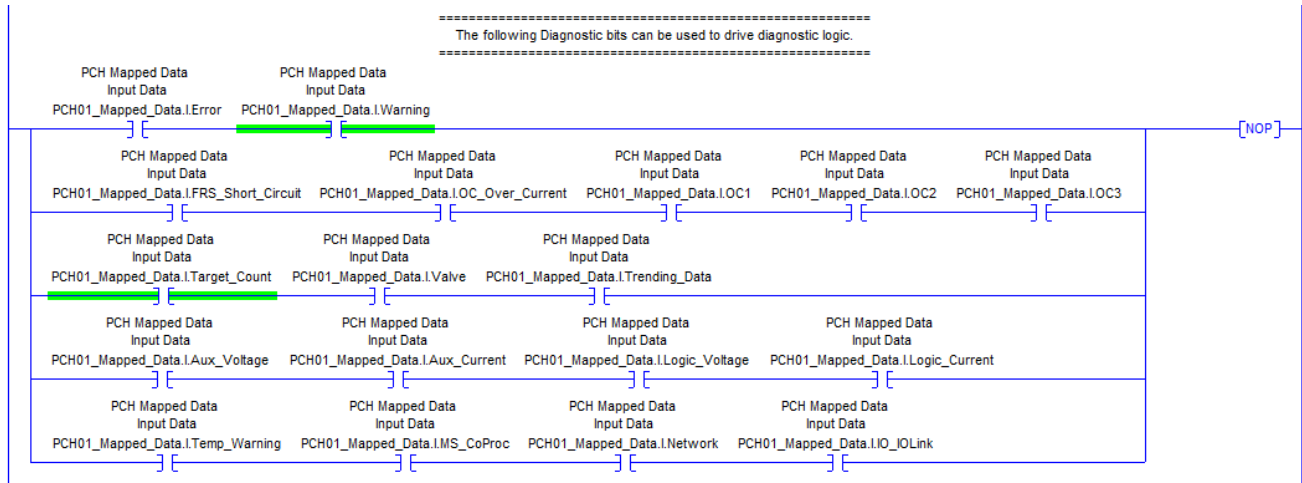 ==========================================================
The following Diagnostic bits can be used to drive diagnostic logic.
==========================================================
PCH Mapped Data PCH Mapped Data
Input Data Input Data
PCH01_Mapped_Data.I.Error PCH01_Mapped_Data.I.Warning
NOP
PCH Mapped Data PCH Mapped Data PCH Mapped Data PCH Mapped Data PCH Mapped Data
Input Data Input Data Input Data Input Data Input Data
PCH01_Mapped_Data.I.FRS_Short_Circuit PCH01_Mapped_Data.I.OC_Over_Current PCH01_Mapped_Data.I.OC1 PCH01_Mapped_Data.I.OC2 PCH01_Mapped_Data.I.OC3
PCH Mapped Data PCH Mapped Data PCH Mapped Data
Input Data Input Data Input Data
PCH01_Mapped_Data.I.Target_Count PCH01_Mapped_Data.I.Valve PCH01_Mapped_Data.I.Trending_Data
PCH Mapped Data PCH Mapped Data PCH Mapped Data PCH Mapped Data
Input Data Input Data Input Data Input Data
PCH01_Mapped_Data.I.Aux_Voltage PCH01_Mapped_Data.I.Aux_Current PCH01_Mapped_Data.I.Logic_Voltage PCH01_Mapped_Data.I.Logic_Current
PCH Mapped Data PCH Mapped Data PCH Mapped Data PCH Mapped Data
Input Data Input Data Input Data Input Data
PCH01_Mapped_Data.I.Temp_Warning PCH01_Mapped_Data.I.MS_CoProc PCH01_Mapped_Data.I.Network PCH01_Mapped_Data.I.IO_IOLink